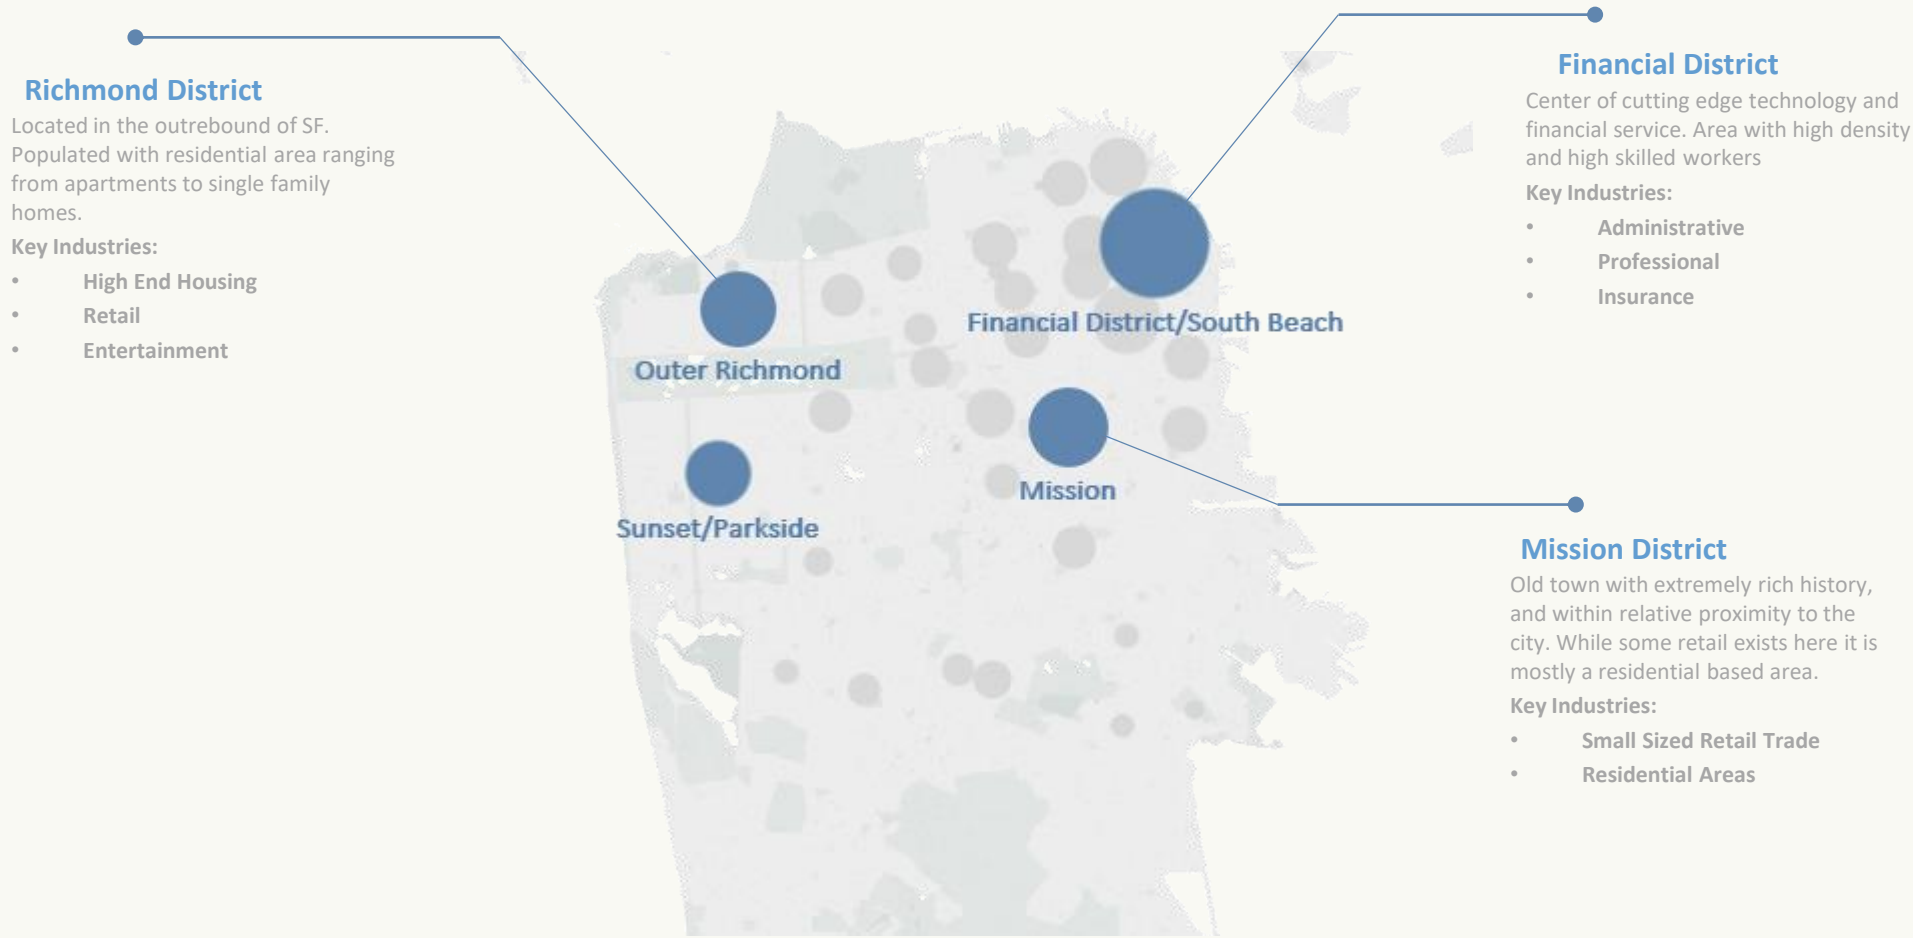 Richmond District
Located in the outrebound of SF.
Populated with residential area ranging
from apartments to single family
homes.
Key Industries:
• High End Housing
• Retail
• Entertainment
Financial District
Center of cutting edge technology and
financial service. Area with high density
and high skilled workers
Key Industries:
• Administrative
• Professional
• Insurance
Financial District/South Beach
Outer Richmond
Mission
Sunset/Parkside
Mission District
Old town with extremely rich history,
and within relative proximity to the
city. While some retail exists here it is
mostly a residential based area.
Key Industries:
• Small Sized Retail Trade
• Residential Areas